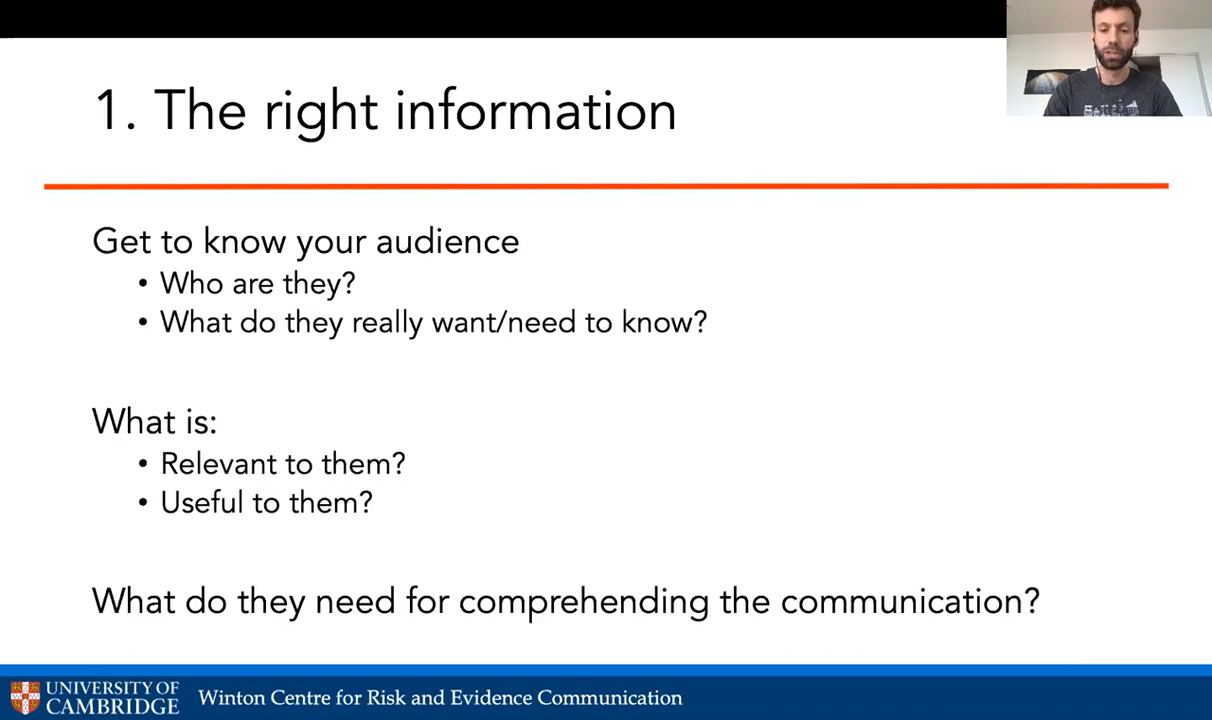 1. The right information
Get to know your audience
• Who are they?
• What do they really want/need to know?
What is:
• Relevant to them?
• Useful to them?
What do they need for comprehending the communication?
UNIVERSITY OF
CAMBRIDGE
Winton Centre for Risk and Evidence Communication